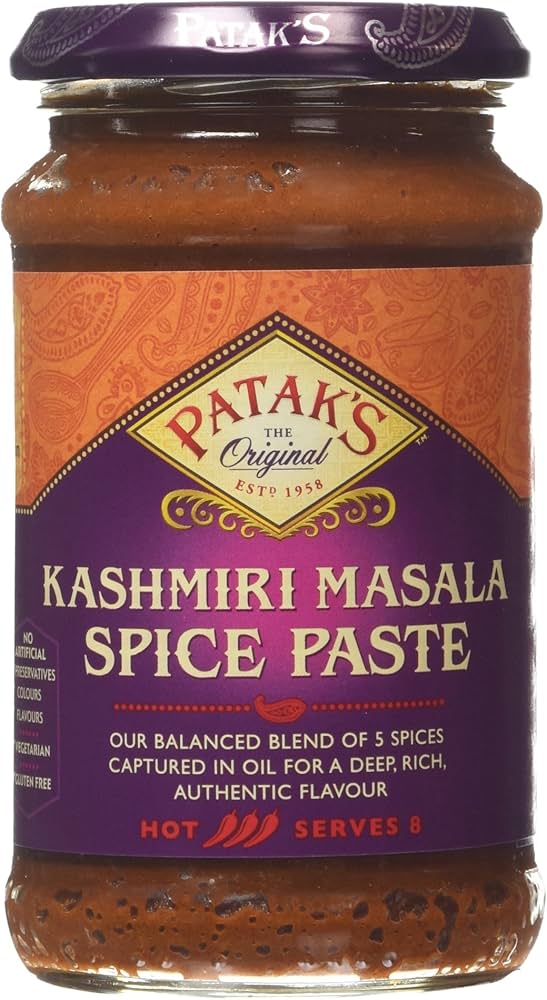 PATAK'S
PATAK'S
THE
Original
ESTD 1958
TM
KASHMIRI MASALA
SPICE PASTE
NO
ARTIFICIAL
PRESERVATIVES
COLOURS
FLAVOURS
VEGETARIAN
GLUTEN FREE
OUR BALANCED BLEND OF 5 SPICES
CAPTURED IN OIL FOR A DEEP, RICH,
AUTHENTIC FLAVOUR
HOT SERVES 8